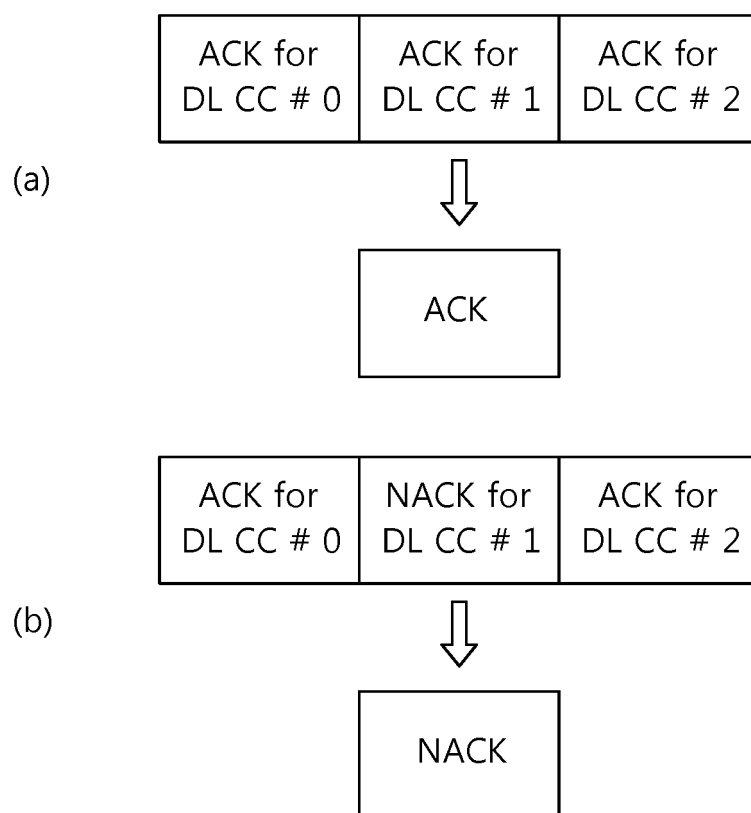 ACK for
DL CC # 0
ACK for
DL CC # 1
ACK for
DL CC # 2
(a)
ACK
ACK for
DL CC # 0
NACK for
DL CC # 1
ACK for
DL CC # 2
(b)
NACK